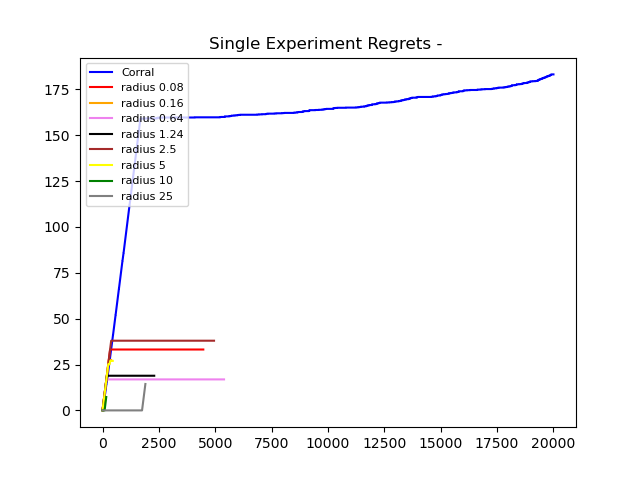 Single Experiment Regrets -
Corral
radius 0.08
radius 0.16
radius 0.64
radius 1.24
radius 2.5
radius 5
radius 10
radius 25
175
150
125
100
75
50
25
0
0 2500 5000 7500 10000 12500 15000 17500 20000